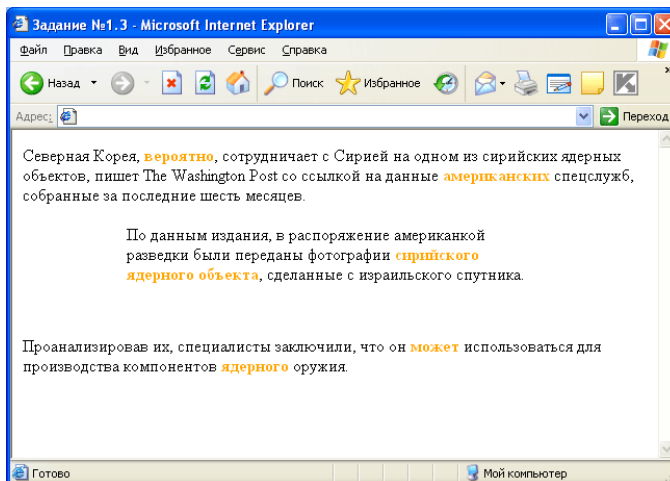 Задание №1.3 - Microsoft Internet Explorer
Файл Правка Вид Избранное Сервис Справка
Назад Поиск Избранное
Адрес: Переход
Северная Корея, вероятно, сотрудничает с Сирией на одном из сирийских ядерных
объектов, пишет The Washington Post со ссылкой на данные американских спецслужб,
собранные за последние шесть месяцев.
По данным издания, в распоряжение американкой
разведки были переданы фотографии сирийского
ядерного объекта, сделанные с израильского спутника.
Проанализировав их, специалисты заключили, что он может использоваться для
производства компонентов ядерного оружия.
Готово Мой компьютер